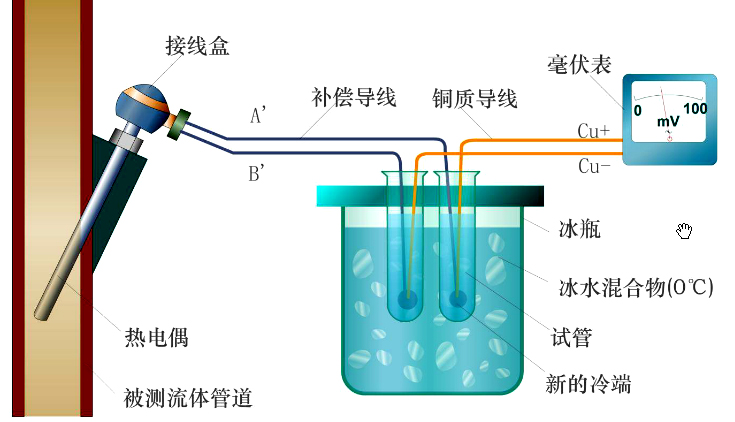 接线盒
毫伏表
A'
补偿导线
铜质导线
0
100
mV
Cu+
Cu-
B'
冰瓶
冰水混合物(0℃)
热电偶
试管
新的冷端
被测流体管道